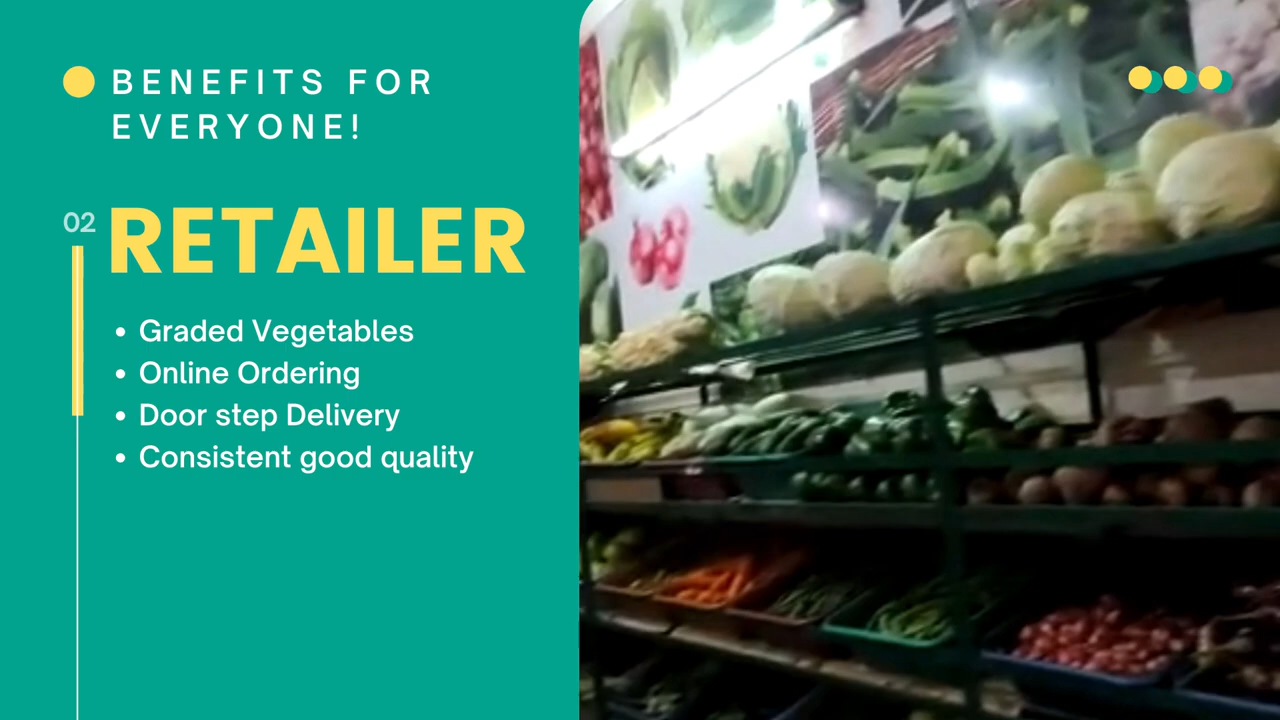 BENEFITS FOR
EVERYONE!
02
RETAILER
• Graded Vegetables
• Online Ordering
• Door step Delivery
• Consistent good quality